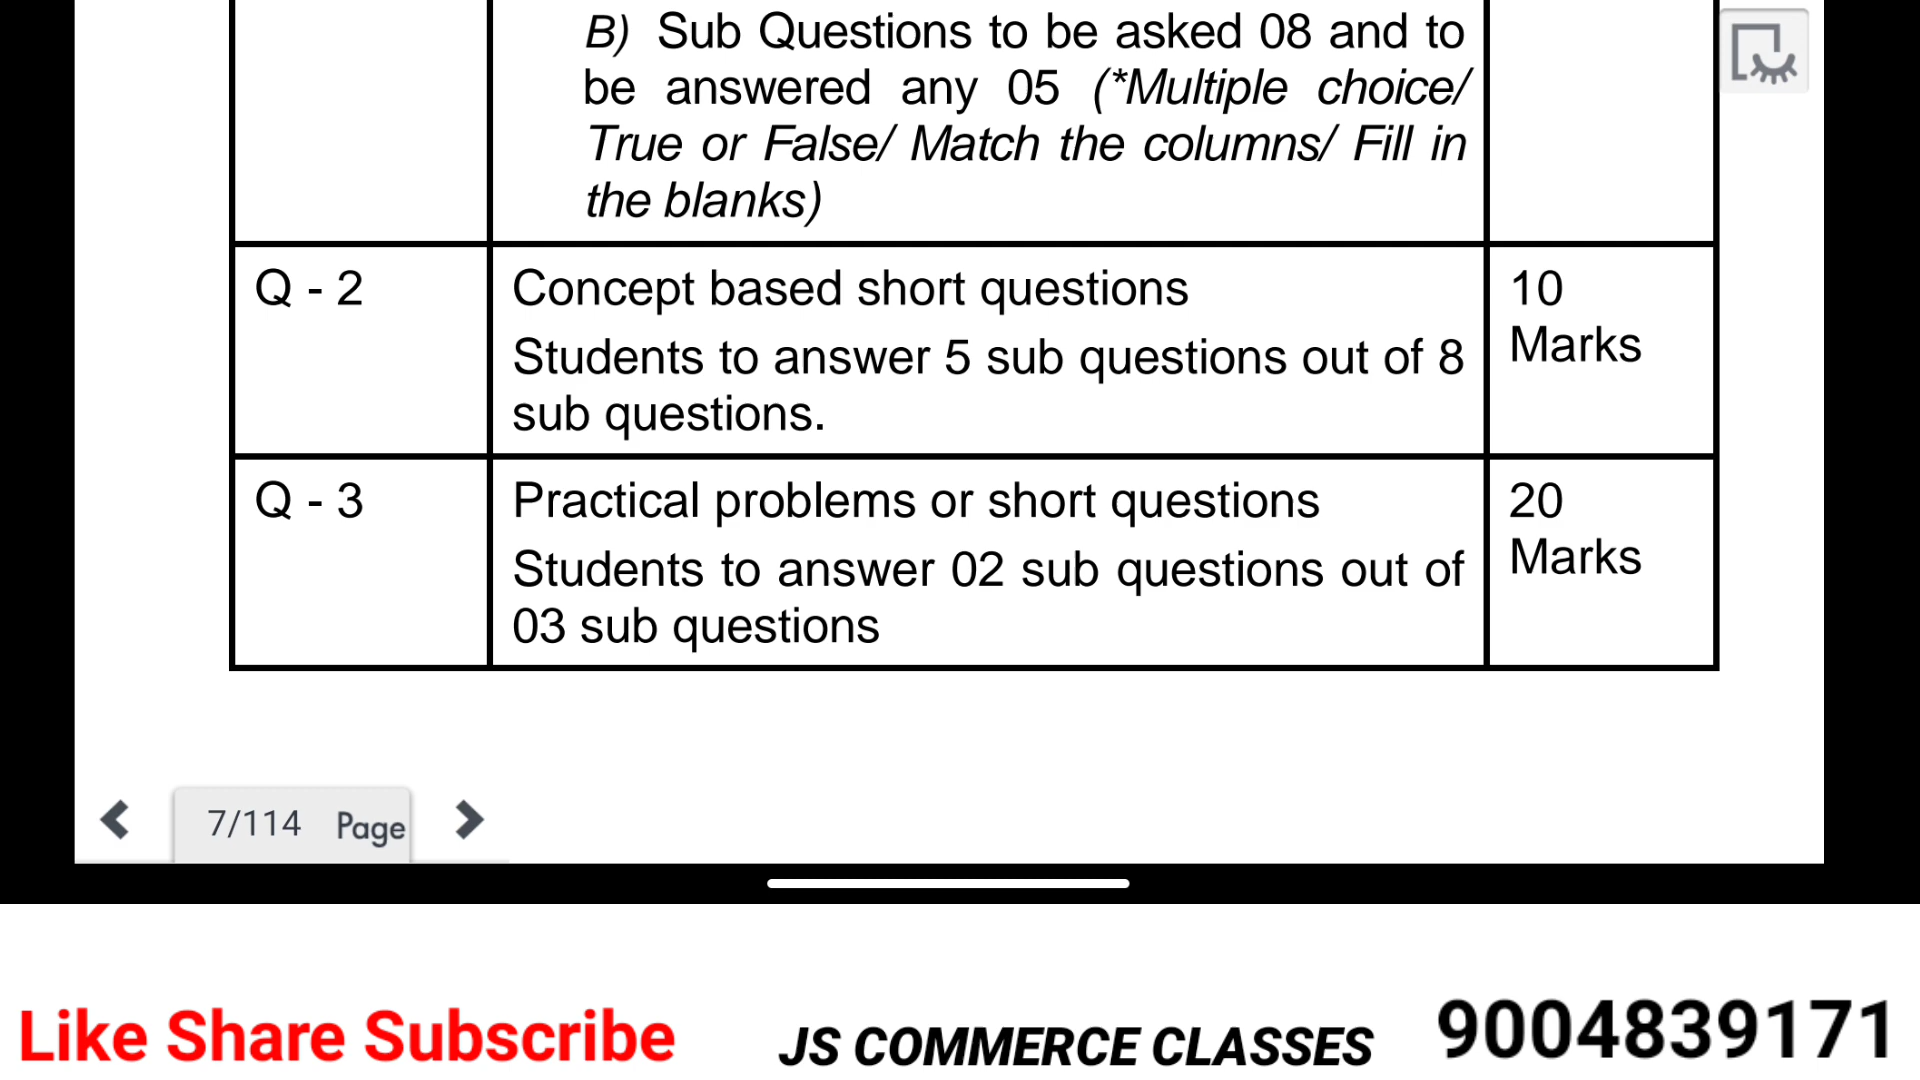 B) Sub Questions to be asked 08 and to
be answered any 05 (*Multiple choice/
True or False/ Match the columns/ Fill in
the blanks)
Q - 2
Concept based short questions
Students to answer 5 sub questions out of 8
sub questions.
10
Marks
Q - 3
Practical problems or short questions
Students to answer 02 sub questions out of
03 sub questions
20
Marks
7/114 Page
Like Share Subscribe
JS COMMERCE CLASSES
9004839171